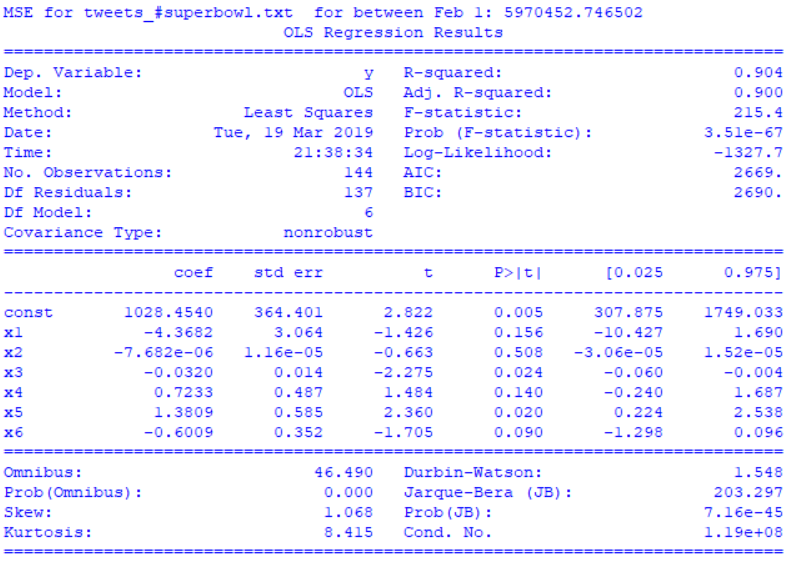 MSE for tweets_#superbowl.txt  for between Feb 1: 5970452.746502
OLS Regression Results
==============================================================================
Dep. Variable:                      y   R-squared:                       0.904
Model:                            OLS   Adj. R-squared:                  0.900
Method:                 Least Squares   F-statistic:                     215.4
Date:                Tue, 19 Mar 2019   Prob (F-statistic):           3.51e-67
Time:                        21:38:34   Log-Likelihood:                -1327.7
No. Observations:                 144   AIC:                             2669.
Df Residuals:                     137   BIC:                             2690.
Df Model:                           6
Covariance Type:            nonrobust
==============================================================================
coef    std err          t      P>|t|      [0.025      0.975]
------------------------------------------------------------------------------
const       1028.4540    364.401      2.822      0.005     307.875    1749.033
x1            -4.3682      3.064     -1.426      0.156     -10.427       1.690
x2         -7.682e-06   1.16e-05     -0.663      0.508   -3.06e-05    1.52e-05
x3            -0.0320      0.014     -2.275      0.024      -0.060      -0.004
x4             0.7233      0.487      1.484      0.140      -0.240       1.687
x5             1.3809      0.585      2.360      0.020       0.224       2.538
x6            -0.6009      0.352     -1.705      0.090      -1.298       0.096
==============================================================================
Omnibus:                       46.490   Durbin-Watson:                   1.548
Prob(Omnibus):                  0.000   Jarque-Bera (JB):              203.297
Skew:                           1.068   Prob(JB):                     7.16e-45
Kurtosis:                       8.415   Cond. No.                     1.19e+08
==============================================================================